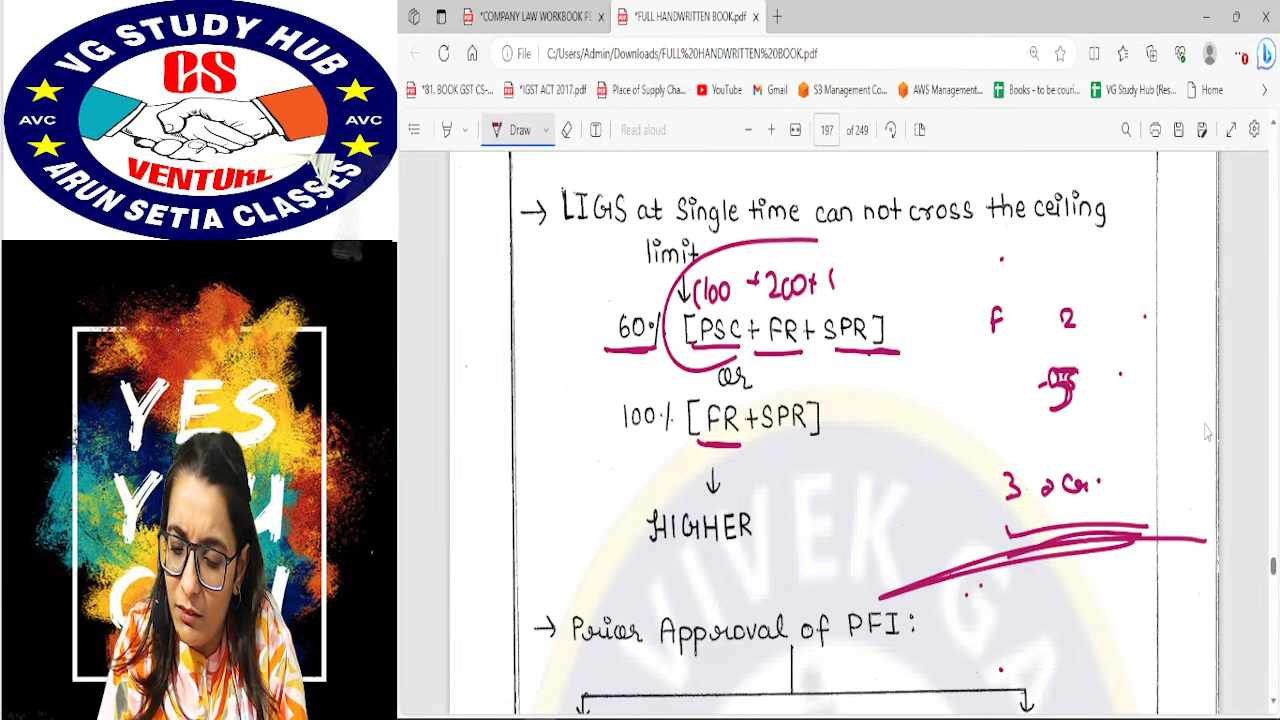 VG STUDY HUB
CS
AVC
AVC
VENTURE
ARUN SETIA CLASSES
YES
YOU
*COMPANY LAW WORKBOOK P
*FULL HANDWRITTEN BOOK.pdf
File
C:/Users/Admin/Downloads/FULL%20HANDWRITTEN%20BOOK.pdf
*81. BOOK GST CS-...
*IGST ACT 2017.pdf
Place of Supply Cha...
YouTube
Gmail
S3 Management Co...
AWS Management...
Books - to be couri...
VG Study Hub (Res...
Home
Draw
Read aloud
197
of 249
→ LIGS at Single time can not cross the ceiling
limit
(100 + 200+ (
60% [PSC + FR + SPR]
F 2
or
100% [FR + SPR]
3
HIGHER
→ Prior Approval of PFI:
VIVEK G